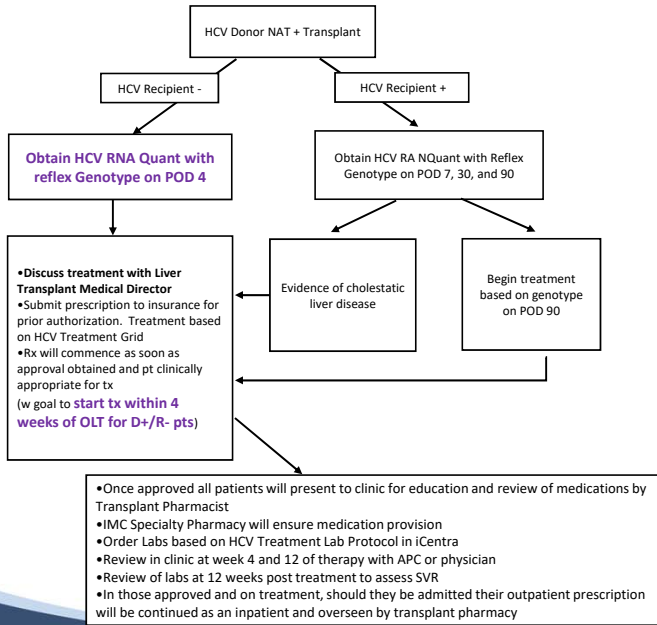 HCV Donor NAT + Transplant
HCV Recipient -
HCV Recipient +
Obtain HCV RNA Quant with
reflex Genotype on POD 4
Obtain HCV RA NQuant with Reflex
Genotype on POD 7, 30, and 90
•Discuss treatment with Liver
Transplant Medical Director
•Submit prescription to insurance for
prior authorization.  Treatment based
on HCV Treatment Grid
•Rx will commence as soon as
approval obtained and pt clinically
appropriate for tx
(w goal to start tx within 4
weeks of OLT for D+/R- pts)
Evidence of cholestatic
liver disease
Begin treatment
based on genotype
on POD 90
•Once approved all patients will present to clinic for education and review of medications by
Transplant Pharmacist
•IMC Specialty Pharmacy will ensure medication provision
•Order Labs based on HCV Treatment Lab Protocol in iCentra
•Review in clinic at week 4 and 12 of therapy with APC or physician
•Review of labs at 12 weeks post treatment to assess SVR
•In those approved and on treatment, should they be admitted their outpatient prescription
will be continued as an inpatient and overseen by transplant pharmacy